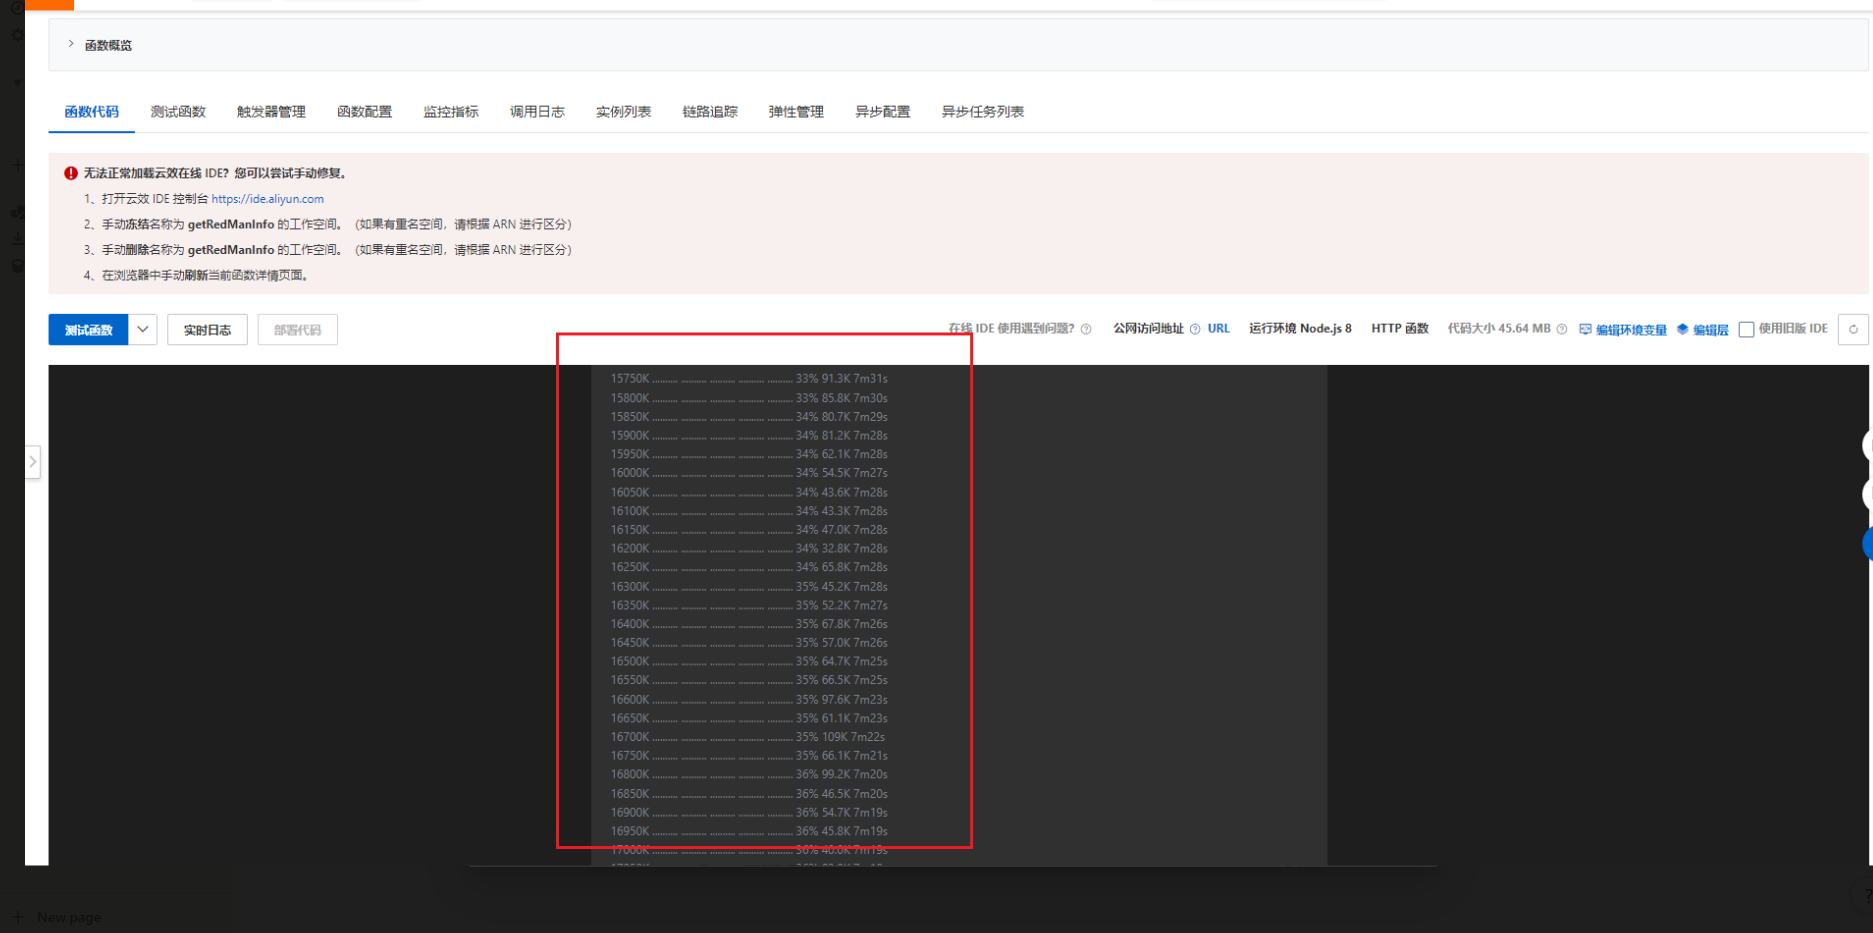 函数概览
函数代码 测试函数 触发器管理 函数配置 监控指标 调用日志 实例列表 链路追踪 弹性管理 异步配置 异步任务列表
无法正常加载云效在线 IDE？您可以尝试手动修复。
1、打开云效 IDE 控制台 https://ide.aliyun.com
2、手动冻结名称为 getRedManInfo 的工作空间。（如果有重名空间，请根据 ARN 进行区分）
3、手动删除名称为 getRedManInfo 的工作空间。（如果有重名空间，请根据 ARN 进行区分）
4、在浏览器中手动刷新当前函数详情页面。
测试函数 实时日志 部署代码 在线 IDE 使用遇到问题? 公网访问地址 URL 运行环境 Node.js 8 HTTP 函数 代码大小 45.64 MB 编辑环境变量 编辑层 使用旧版 IDE
15750K .......... .......... .......... .......... .......... 33% 91.3K 7m31s
15800K .......... .......... .......... .......... .......... 33% 85.8K 7m30s
15850K .......... .......... .......... .......... .......... 34% 80.7K 7m29s
15900K .......... .......... .......... .......... .......... 34% 81.2K 7m28s
15950K .......... .......... .......... .......... .......... 34% 62.1K 7m28s
16000K .......... .......... .......... .......... .......... 34% 54.5K 7m27s
16050K .......... .......... .......... .......... .......... 34% 43.6K 7m28s
16100K .......... .......... .......... .......... .......... 34% 43.3K 7m28s
16150K .......... .......... .......... .......... .......... 34% 47.0K 7m28s
16200K .......... .......... .......... .......... .......... 34% 32.8K 7m28s
16250K .......... .......... .......... .......... .......... 34% 65.8K 7m28s
16300K .......... .......... .......... .......... .......... 35% 45.2K 7m28s
16350K .......... .......... .......... .......... .......... 35% 52.2K 7m27s
16400K .......... .......... .......... .......... .......... 35% 67.8K 7m26s
16450K .......... .......... .......... .......... .......... 35% 57.0K 7m26s
16500K .......... .......... .......... .......... .......... 35% 64.7K 7m25s
16550K .......... .......... .......... .......... .......... 35% 66.5K 7m25s
16600K .......... .......... .......... .......... .......... 35% 97.6K 7m23s
16650K .......... .......... .......... .......... .......... 35% 61.1K 7m23s
16700K .......... .......... .......... .......... .......... 35% 109K 7m22s
16750K .......... .......... .......... .......... .......... 35% 66.1K 7m21s
16800K .......... .......... .......... .......... .......... 36% 99.2K 7m20s
16850K .......... .......... .......... .......... .......... 36% 46.5K 7m20s
16900K .......... .......... .......... .......... .......... 36% 54.7K 7m19s
16950K .......... .......... .......... .......... .......... 36% 45.8K 7m19s
17000K .......... .......... .......... .......... .......... 36% 7m19s
New page